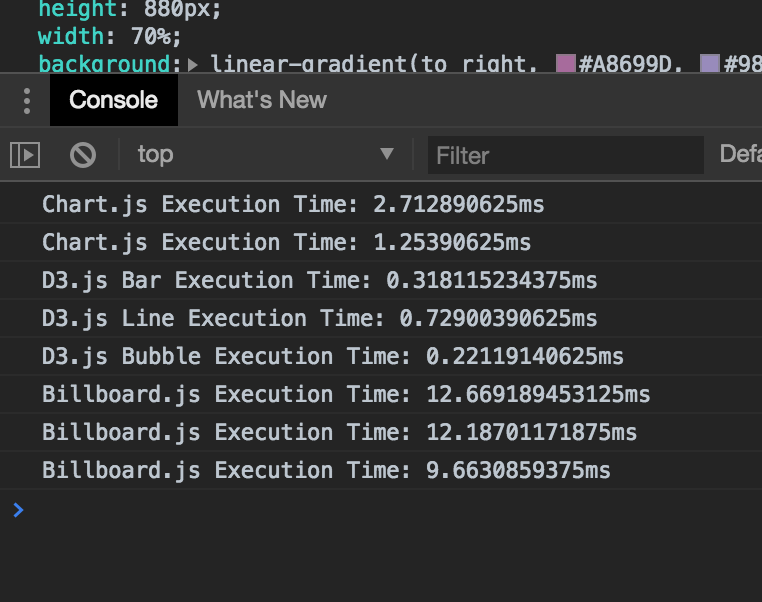 height: 880px;
width: 70%;
background: linear-gradient(to right, #A8699D, #98
Console What's New
top Filter Defa
Chart.js Execution Time: 2.712890625ms
Chart.js Execution Time: 1.25390625ms
D3.js Bar Execution Time: 0.318115234375ms
D3.js Line Execution Time: 0.72900390625ms
D3.js Bubble Execution Time: 0.22119140625ms
Billboard.js Execution Time: 12.669189453125ms
Billboard.js Execution Time: 12.18701171875ms
Billboard.js Execution Time: 9.6630859375ms